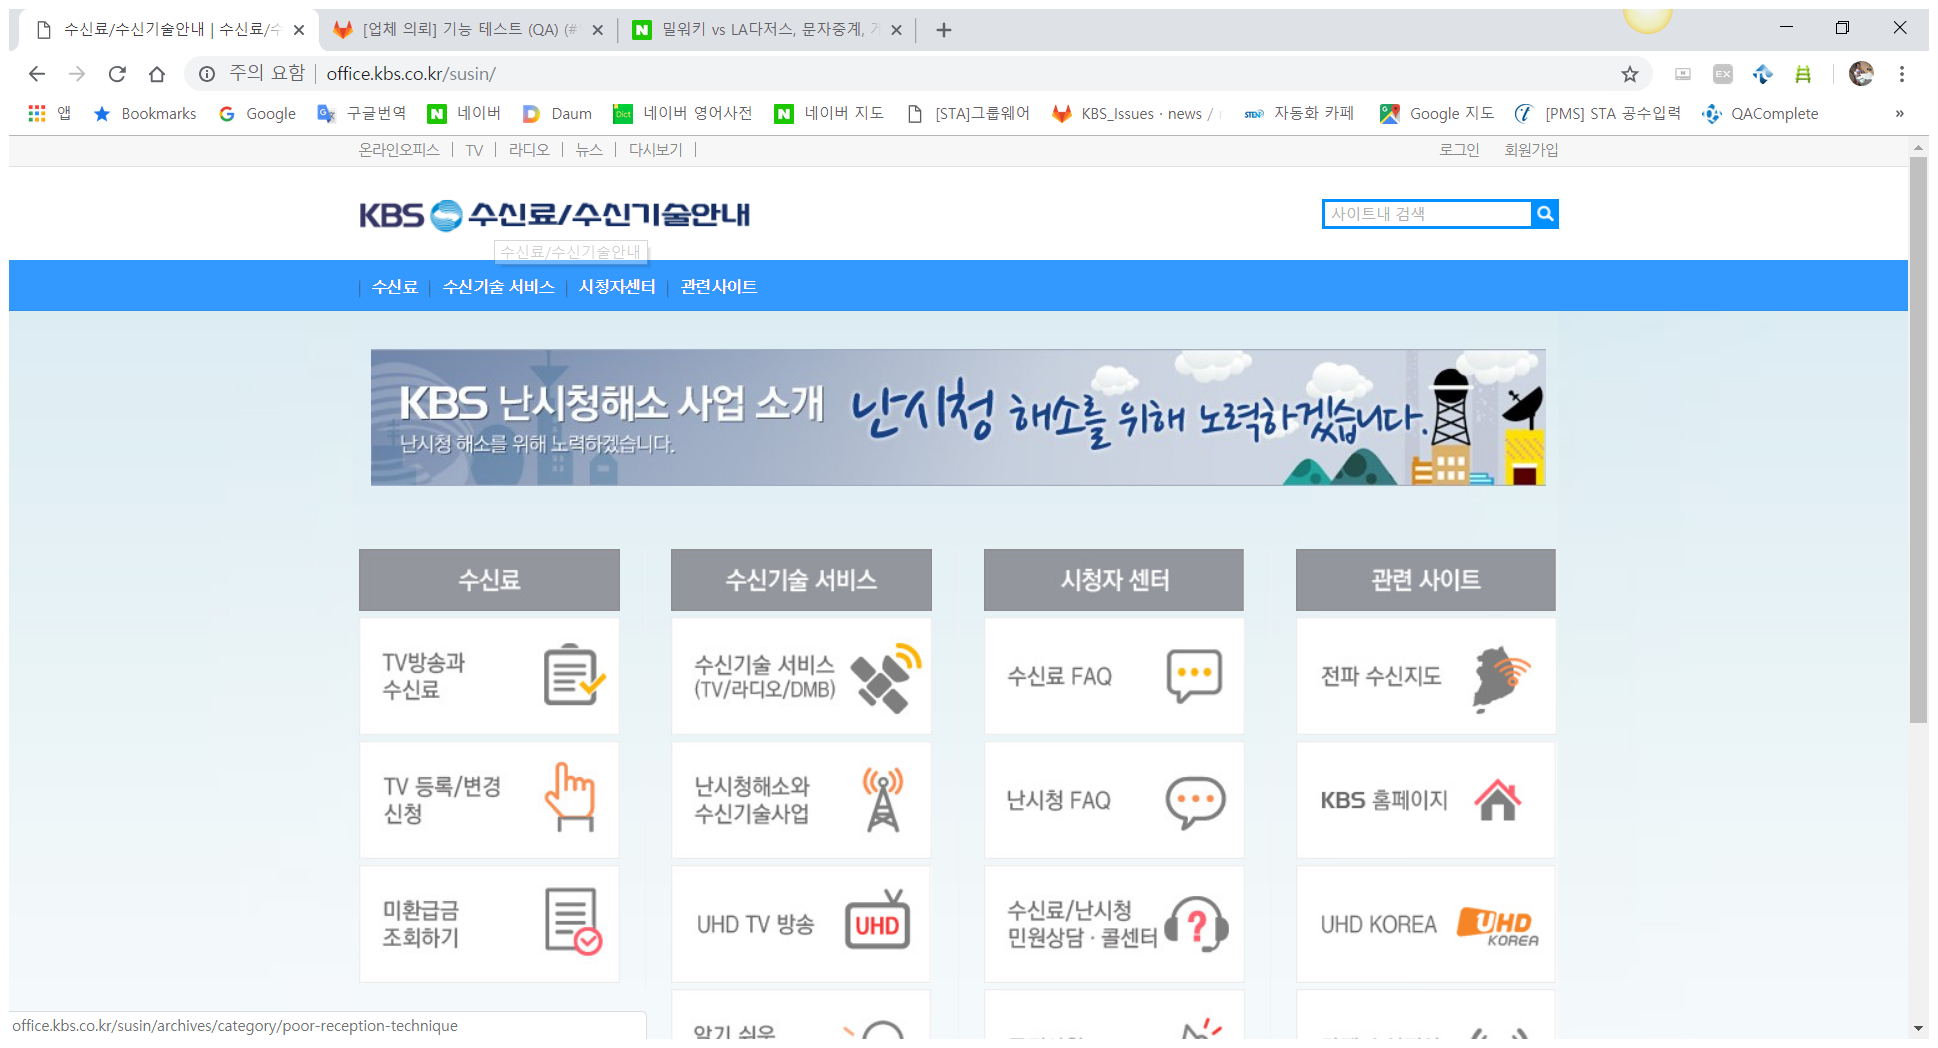 수신료/수신기술안내 | 수신료/수
[업체 의뢰] 기능 테스트 (QA) (#
밀워키 vs LA다저스, 문자중계,
주의 요함 office.kbs.co.kr/susin/
앱 Bookmarks Google 구글번역 네이버 Daum 네이버 영어사전 네이버 지도 [STA]그룹웨어 KBS_Issues · news / 자동화 카페 Google 지도 [PMS] STA 공수입력 QAComplete »
온라인오피스 | TV | 라디오 | 뉴스 | 다시보기 |
로그인 회원가입
KBS 수신료/수신기술안내
사이트내 검색
수신료/수신기술안내
| 수신료 | 수신기술 서비스 | 시청자센터 | 관련사이트
KBS 난시청해소 사업 소개
난시청 해소를 위해 노력하겠습니다.
난시청 해소를 위해 노력하겠습니다.
수신료
수신기술 서비스
시청자 센터
관련 사이트
TV방송과
수신료
수신기술 서비스
(TV/라디오/DMB)
수신료 FAQ
전파 수신지도
TV 등록/변경
신청
난시청해소와
수신기술사업
난시청 FAQ
KBS 홈페이지
미환급금
조회하기
UHD TV 방송
UHD
수신료/난시청
민원상담 · 콜센터
UHD KOREA
UHD
KOREA
알기 쉬운
office.kbs.co.kr/susin/archives/category/poor-reception-technique